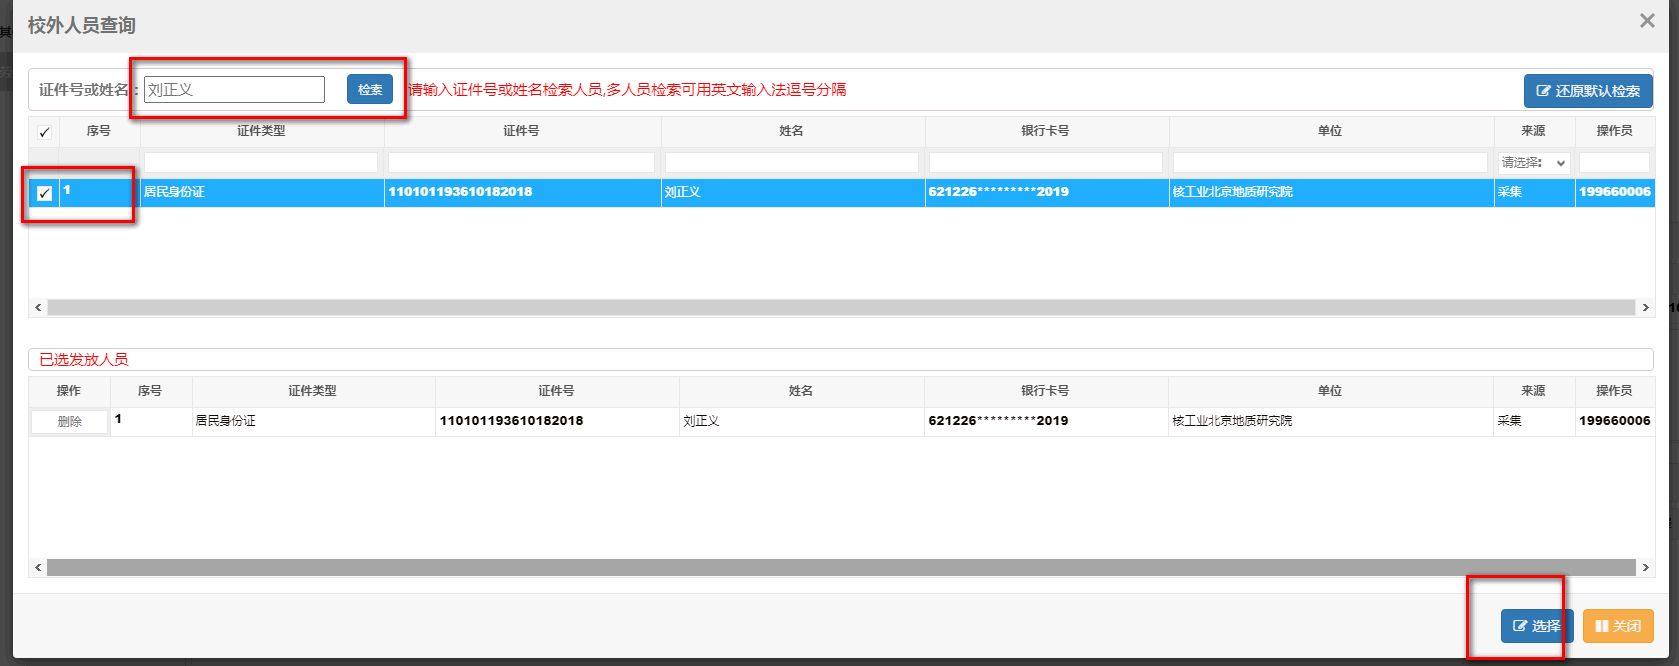 校外人员查询
证件号或姓名: 刘正义 检索 请输入证件号或姓名检索人员,多人员检索可用英文输入法逗号分隔 还原默认检索
序号 证件类型 证件号 姓名 银行卡号 单位 来源 操作员
请选择:
1 居民身份证 110101193610182018 刘正义 621226*********2019 核工业北京地质研究院 采集 199660006
已选发放人员
操作 序号 证件类型 证件号 姓名 银行卡号 单位 来源 操作员
删除 1 居民身份证 110101193610182018 刘正义 621226*********2019 核工业北京地质研究院 采集 199660006
选择 关闭